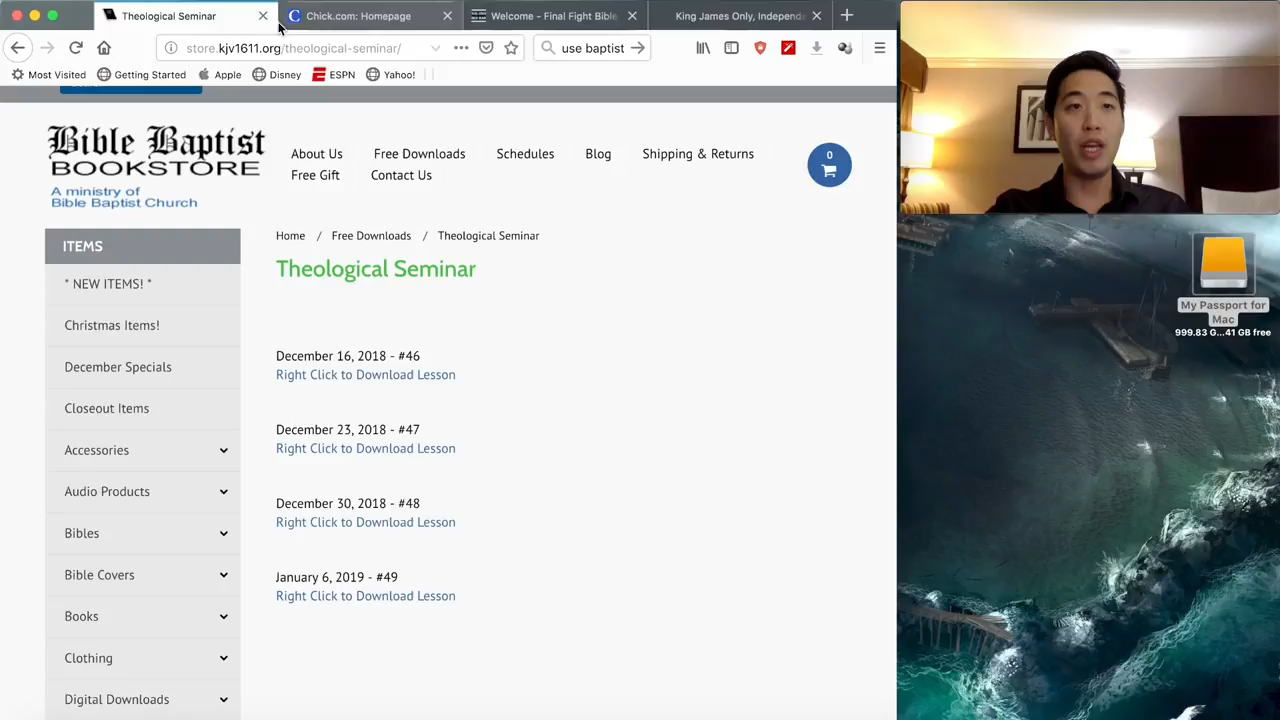 Theological Seminar
Chick.com: Homepage
Welcome - Final Fight Bible
King James Only, Independ
store.kjv1611.org/theological-seminar/
use baptist
Most Visited
Getting Started
Apple
Disney
ESPN
Yahoo!
Bible Baptist
BOOKSTORE
A ministry of
Bible Baptist Church
About Us
Free Downloads
Schedules
Blog
Shipping & Returns
Free Gift
Contact Us
0
ITEMS
* NEW ITEMS! *
Christmas Items!
December Specials
Closeout Items
Accessories
Audio Products
Bibles
Bible Covers
Books
Clothing
Digital Downloads
Home / Free Downloads / Theological Seminar
Theological Seminar
December 16, 2018 - #46
Right Click to Download Lesson
December 23, 2018 - #47
Right Click to Download Lesson
December 30, 2018 - #48
Right Click to Download Lesson
January 6, 2019 - #49
Right Click to Download Lesson
My Passport for
Mac
999.83 G...41 GB free